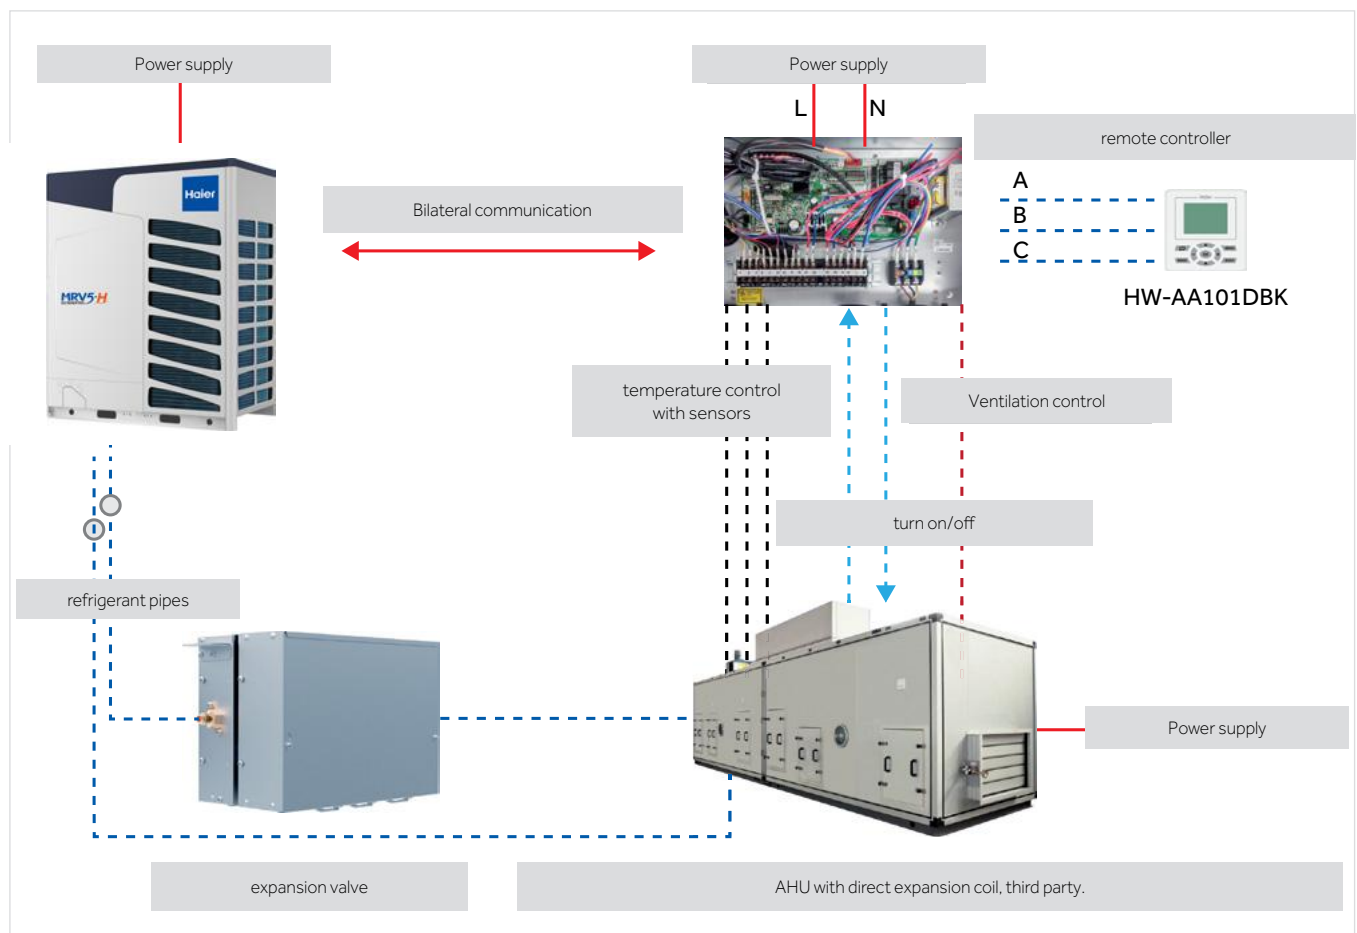 Power supply
Power supply
L
N
remote controller
A
B
C
HW-AA101DBK
Haier
MRV5-H
Bilateral communication
temperature control
with sensors
Ventilation control
turn on/off
refrigerant pipes
Power supply
expansion valve
AHU with direct expansion coil, third party.